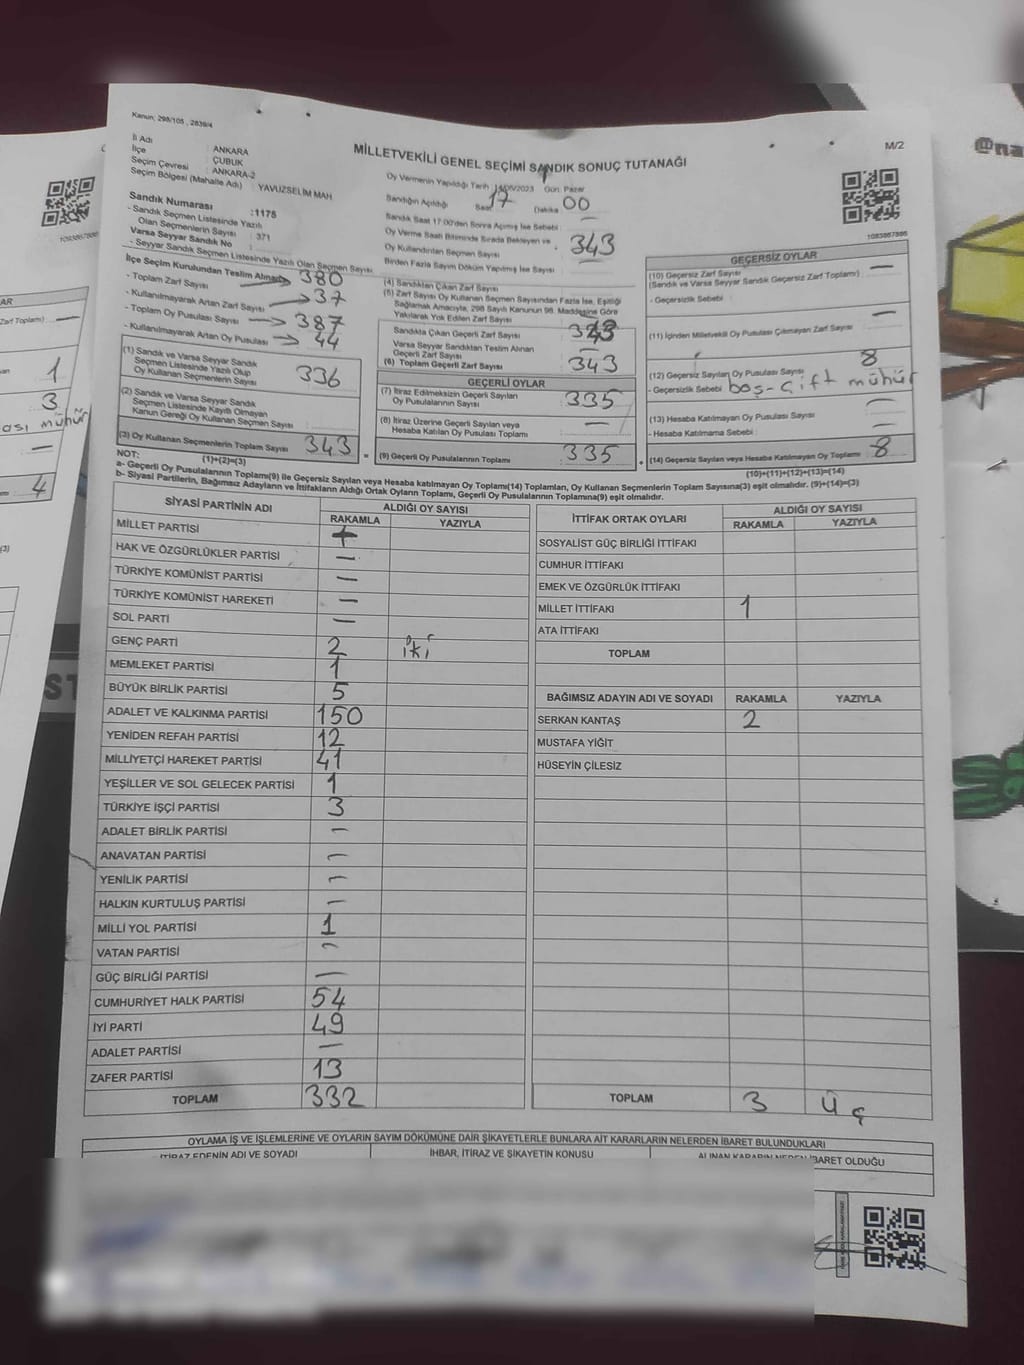 Kanun: 298/105 , 2839/4
M/2
MİLLETVEKİLİ GENEL SEÇİMİ SANDIK SONUÇ TUTANAĞI
@na
İl Adı : ANKARA
İlçe : ÇUBUK
Seçim Çevresi : ANKARA-2
Seçim Bölgesi (Mahalle Adı) : YAVUZSELİM MAH
Sandık Numarası :1175
- Sandık Seçmen Listesinde Yazılı
Olan Seçmenlerin Sayısı : 371
Varsa Seyyar Sandık No :
- Seyyar Sandık Seçmen Listesinde Yazılı Olan Seçmen Sayısı
İlçe Seçim Kurulundan Teslim Alınan 380
- Toplam Zarf Sayısı
- Kullanılmayarak Artan Zarf Sayısı 37
- Toplam Oy Pusulası Sayısı 387
- Kullanılmayarak Artan Oy Pusulası 44
(1) Sandık ve Varsa Seyyar Sandık
Seçmen Listesinde Yazılı Olup
Oy Kullanan Seçmenlerin Sayısı 336
(2) Sandık ve Varsa Seyyar Sandık
Seçmen Listesinde Kayıtlı Olmayan
Kanun Gereği Oy Kullanan Seçmen Sayısı :
(3) Oy Kullanan Seçmenlerin Toplam Sayısı 343
(1)+(2)=(3)
Oy Vermenin Yapıldığı Tarih 14/05/2023 Gün: Pazar
Sandığın Açıldığı Saat 17 Dakika 00
Sandık Saat 17:00'den Sonra Açılmış İse Sebebi : —
Oy Verme Saati Bitiminde Sırada Bekleyen ve
Oy Kullandırılan Seçmen Sayısı 343
Birden Fazla Sayım Döküm Yapılmış İse Sayısı —
(4) Sandıktan Çıkan Zarf Sayısı
(5) Zarf Sayısı Oy Kullanan Seçmen Sayısından Fazla İse, Eşitliği
Sağlamak Amacıyla, 298 Sayılı Kanunun 98. Maddesine Göre
Yakılarak Yok Edilen Zarf Sayısı
Sandıkta Çıkan Geçerli Zarf Sayısı 343
Varsa Seyyar Sandıktan Teslim Alınan
Geçerli Zarf Sayısı
(6) Toplam Geçerli Zarf Sayısı 343
GEÇERLİ OYLAR
(7) İtiraz Edilmeksizin Geçerli Sayılan
Oy Pusulalarının Sayısı 335
(8) İtiraz Üzerine Geçerli Sayılan veya
Hesaba Katılan Oy Pusulası Toplamı —
(9) Geçerli Oy Pusulalarının Toplamı 335
1083867886
GEÇERSİZ OYLAR
(10) Geçersiz Zarf Sayısı —
(Sandık ve Varsa Seyyar Sandık Geçersiz Zarf Toplamı)
- Geçersizlik Sebebi :
(11) İçinden Milletvekili Oy Pusulası Çıkmayan Zarf Sayısı —
(12) Geçersiz Sayılan Oy Pusulası Sayısı 8
- Geçersizlik Sebebi boş-çift mühür
(13) Hesaba Katılmayan Oy Pusulası Sayısı —
- Hesaba Katılmama Sebebi : —
(14) Geçersiz Sayılan veya Hesaba Katılmayan Oy Toplamı 8
(10)+(11)+(12)+(13)=(14)
NOT:
a- Geçerli Oy Pusulalarının Toplamı(9) ile Geçersiz Sayılan veya Hesaba katılmayan Oy Toplamı(14) Toplamları, Oy Kullanan Seçmenlerin Toplam Sayısına(3) eşit olmalıdır. (9)+(14)=(3)
b- Siyasi Partilerin, Bağımsız Adayların ve İttifakların Aldığı Ortak Oyların Toplamı, Geçerli Oy Pusulalarının Toplamına(9) eşit olmalıdır.
SİYASİ PARTİNİN ADI ALDIĞI OY SAYISI
RAKAMLA YAZIYLA
MİLLET PARTİSİ
HAK VE ÖZGÜRLÜKLER PARTİSİ —
TÜRKİYE KOMÜNİST PARTİSİ —
TÜRKİYE KOMÜNİST HAREKETİ —
SOL PARTİ —
GENÇ PARTİ 2 iki
MEMLEKET PARTİSİ 1
BÜYÜK BİRLİK PARTİSİ 5
ADALET VE KALKINMA PARTİSİ 150
YENİDEN REFAH PARTİSİ 12
MİLLİYETÇİ HAREKET PARTİSİ 41
YEŞİLLER VE SOL GELECEK PARTİSİ 1
TÜRKİYE İŞÇİ PARTİSİ 3
ADALET BİRLİK PARTİSİ —
ANAVATAN PARTİSİ —
YENİLİK PARTİSİ —
HALKIN KURTULUŞ PARTİSİ —
MİLLİ YOL PARTİSİ 1
VATAN PARTİSİ —
GÜÇ BİRLİĞİ PARTİSİ —
CUMHURİYET HALK PARTİSİ 54
İYİ PARTİ 49
ADALET PARTİSİ —
ZAFER PARTİSİ 13
TOPLAM 332
İTTİFAK ORTAK OYLARI ALDIĞI OY SAYISI
RAKAMLA YAZIYLA
SOSYALİST GÜÇ BİRLİĞİ İTTİFAKI
CUMHUR İTTİFAKI
EMEK VE ÖZGÜRLÜK İTTİFAKI
MİLLET İTTİFAKI 1
ATA İTTİFAKI
TOPLAM
BAĞIMSIZ ADAYIN ADI VE SOYADI RAKAMLA YAZIYLA
SERKAN KANTAŞ 2
MUSTAFA YİĞİT
HÜSEYİN ÇİLESİZ
TOPLAM 3 üç
OYLAMA İŞ VE İŞLEMLERİNE VE OYLARIN SAYIM DÖKÜMÜNE DAİR ŞİKAYETLERLE BUNLARA AİT KARARLARIN NELERDEN İBARET BULUNDUKLARI
İTİRAZ EDENİN ADI VE SOYADI İHBAR, İTİRAZ VE ŞİKAYETİN KONUSU ALINAN KARARIN NEDEN İBARET OLDUĞU
1083867886
AR
Zarf Toplamı) —
1
3
ası mühür
—
4
(3)
ST